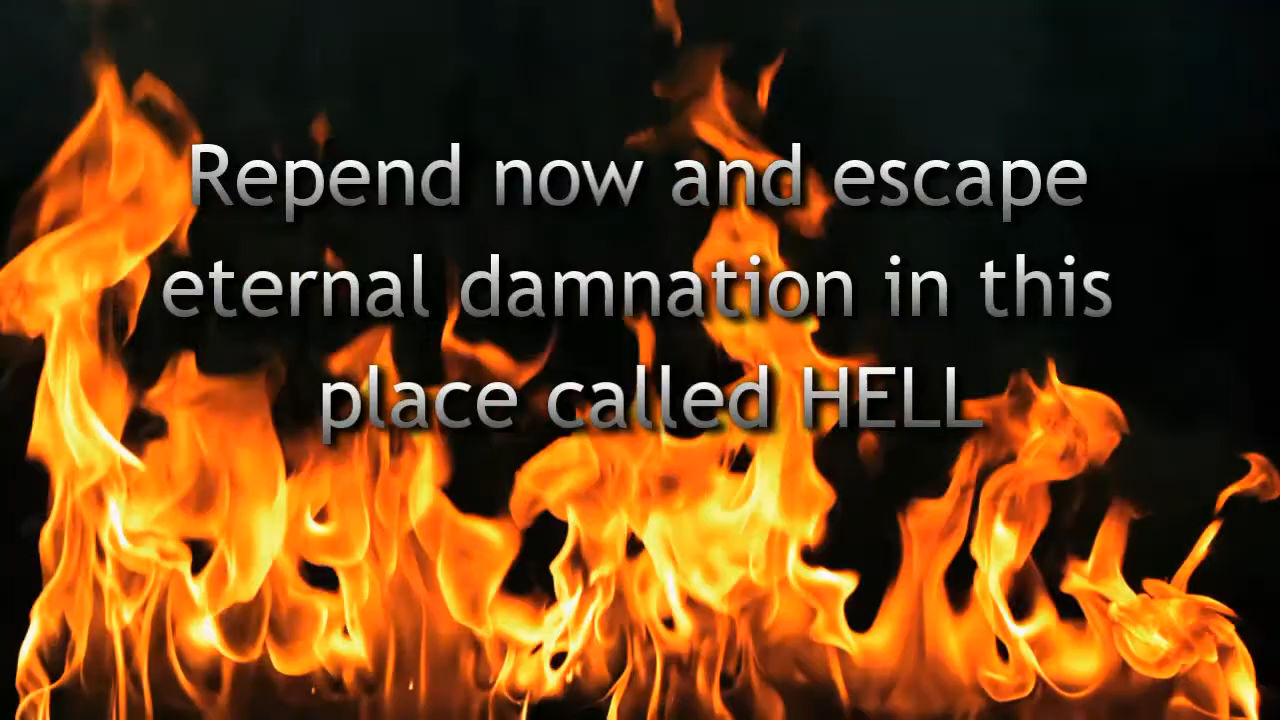 Repend now and escape
eternal damnation in this
place called HELL